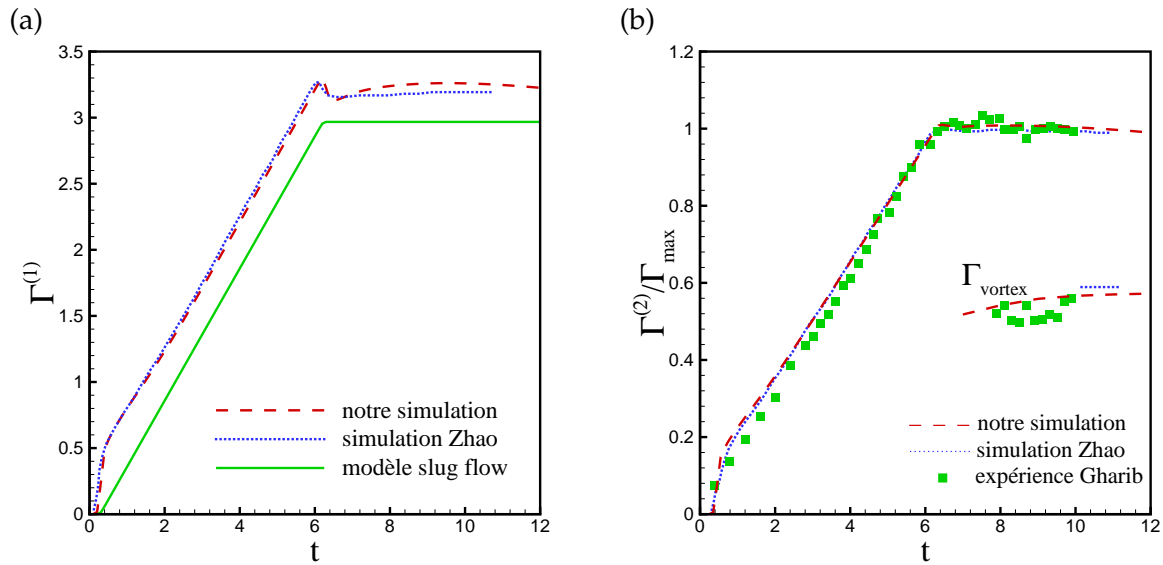 (a)
3.5
3
2.5
2
1.5
1
0.5
0
0 2 4 6 8 10 12
Γ(1)
t
notre simulation
simulation Zhao
modèle slug flow
(b)
1.2
1
0.8
0.6
0.4
0.2
0
0 2 4 6 8 10 12
Γ(2)/Γmax
t
Γvortex
notre simulation
simulation Zhao
expérience Gharib